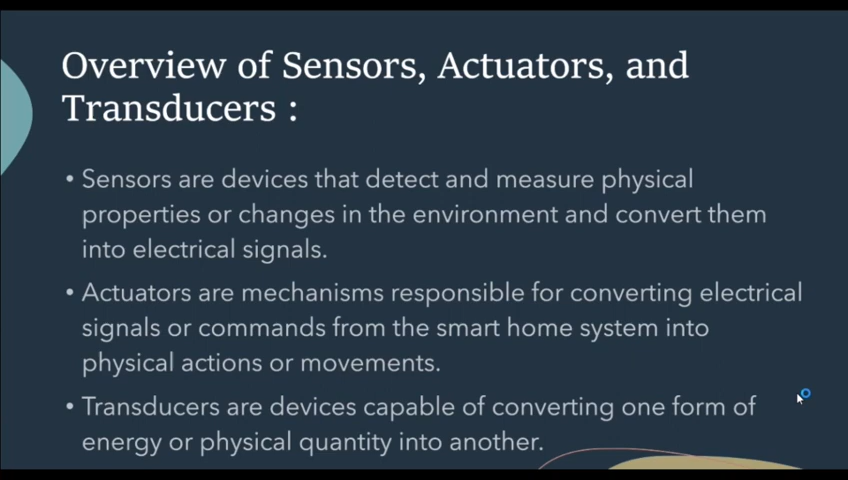 Overview of Sensors, Actuators, and
Transducers :
• Sensors are devices that detect and measure physical
properties or changes in the environment and convert them
into electrical signals.
• Actuators are mechanisms responsible for converting electrical
signals or commands from the smart home system into
physical actions or movements.
• Transducers are devices capable of converting one form of
energy or physical quantity into another.